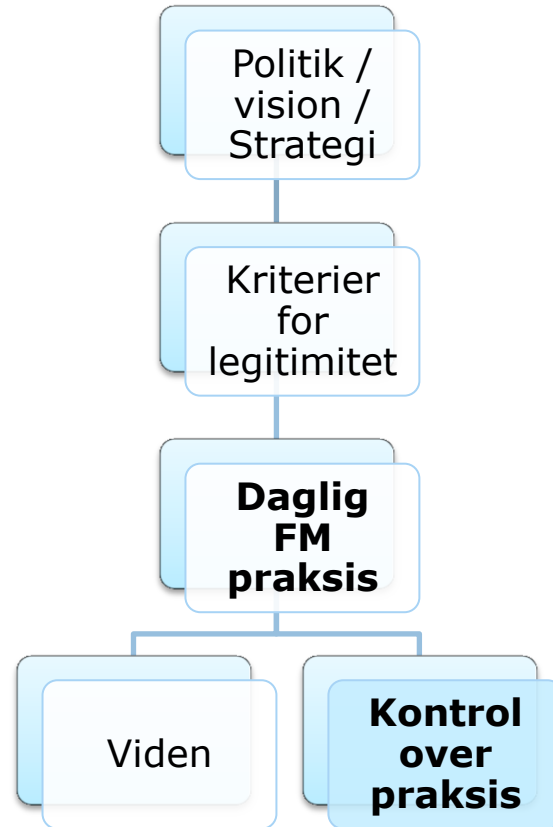 Politik /
vision /
Strategi
Kriterier
for
legitimitet
Daglig
FM
praksis
Viden
Kontrol
over
praksis